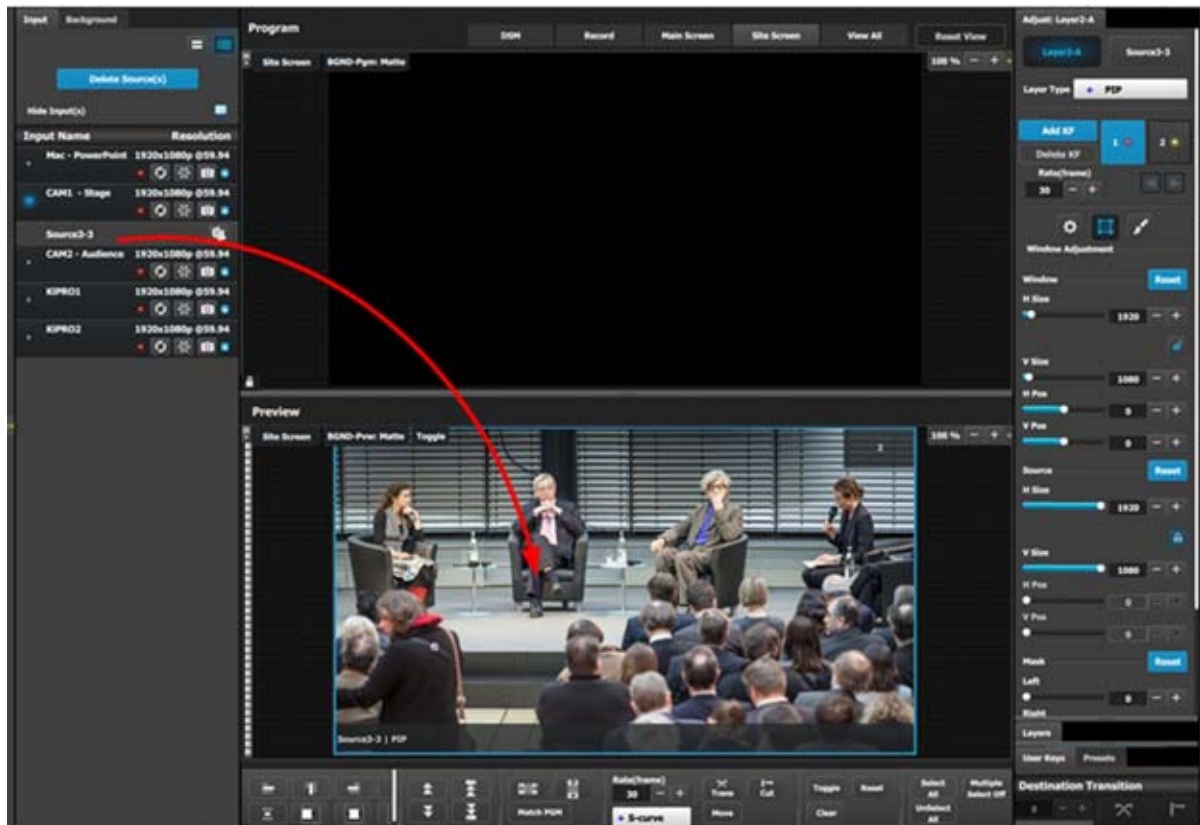 Input Background
Delete Source(s)
Hide Input(s)
Input Name Resolution
Mac - PowerPoint 1920x1080p @59.94
CAM1 - Stage 1920x1080p @59.94
Source3-3
CAM2 - Audience 1920x1080p @59.94
KIPRO1 1920x1080p @59.94
KIPRO2 1920x1080p @59.94
Program
DSM Record Main Screen Site Screen View All Reset View
Site Screen BGND-Pgm: Matte 100 % - +
Preview
Site Screen BGND-Pvw: Matte Toggle 100 % - +
2
Source3-3 | PIP
Match PGM
Rate(frame)
30 - +
+ S-curve
Trans Cut
Move
Toggle Reset
Clear
Select All
Multiple Select Off
Unselect All
Adjust: Layer2-A
Layer2-A Source3-3
Layer Type + PIP
Add KF
Delete KF
1 2
Rate(frame)
30 - +
Window Adjustment
Window Reset
H Size
1920 - +
V Size
1080 - +
H Pos
0 - +
V Pos
0 - +
Source Reset
H Size
1920 - +
V Size
1080 - +
H Pos
0 - +
V Pos
0 - +
Mask Reset
Left
0 - +
Right
Layers
User Keys Presets
Destination Transition
- +